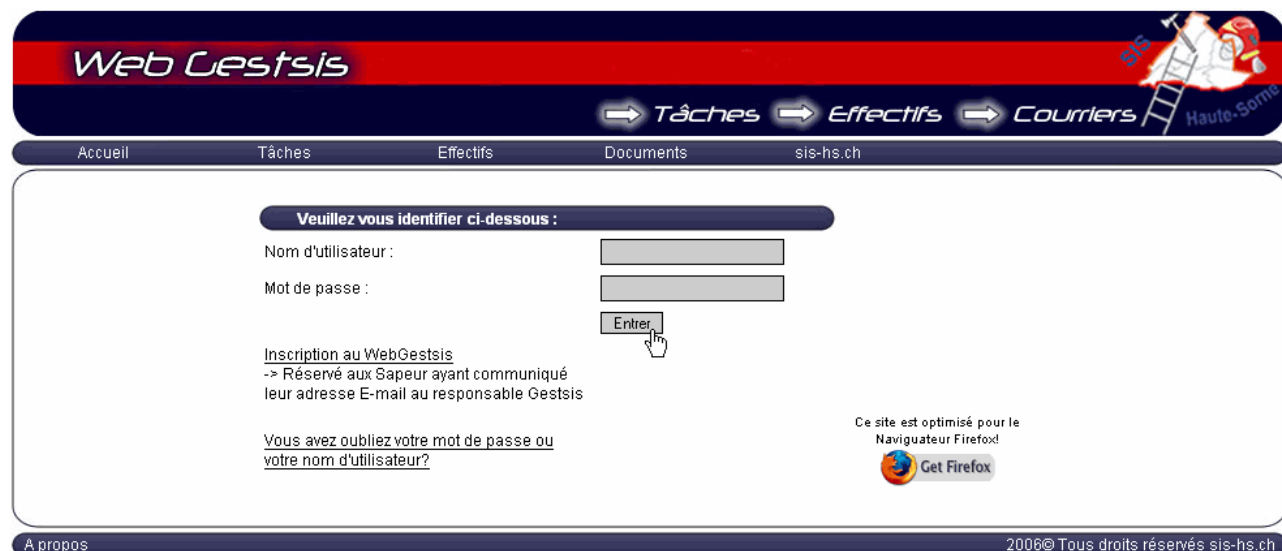 Web Gestsis
SIS
Haute-Sorne
Tâches Effectifs Courriers
Accueil Tâches Effectifs Documents sis-hs.ch
Veuillez vous identifier ci-dessous :
Nom d'utilisateur :
Mot de passe :
Entrer
Inscription au WebGestsis
-> Réservé aux Sapeur ayant communiqué
leur adresse E-mail au responsable Gestsis
Vous avez oubliez votre mot de passe ou
votre nom d'utilisateur?
Ce site est optimisé pour le
Naviguateur Firefox!
Get Firefox
A propos 2006© Tous droits réservés sis-hs.ch